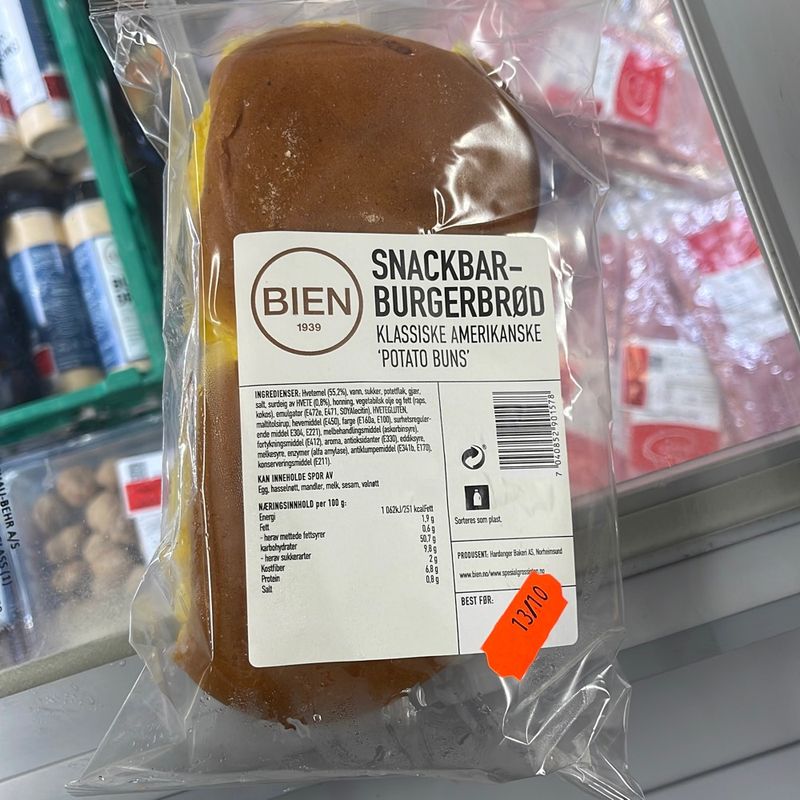 BIEN
1939
SNACKBAR-
BURGERBRØD
KLASSISKE AMERIKANSKE
'POTATO BUNS'
INGREDIENSER: Hvetemel (55,2%), vann, sukker, potetflak, gjær,
salt, surdeig av HVETE (0,8%), honning, vegetabilsk olje og fett (raps,
kokos), emulgator (E472e, E471, SOYAlecitin), HVETEGLUTEN,
maltitolsirup, hevemiddel (E450), farge (E160a, E100), surhetsreguler-
ende middel E304, E221), melbehandlingsmiddel (askorbinsyre),
fortykningsmiddel (E412), aroma, antioksidanter (E330), eddiksyre,
melkesyre, enzymer (alfa amylase), antiklumpemiddel (E341b, E170),
konserveringsmiddel (E211).
KAN INNEHOLDE SPOR AV
Egg, hasselnøtt, mandler, melk, sesam, valnøtt
NÆRINGSINNHOLD per 100 g:
Energi 1 062kJ/251 kcalFett
Fett 1,9 g
- herav mettede fettsyrer 0,6 g
karbohydrater 50,7 g
- herav sukkerarter 9,8 g
Kostfiber 2 g
Protein 6,8 g
Salt 0,8 g
7 040852 901578
Sorteres som plast.
PRODUSENT: Hardanger Bakeri AS, Norheimsund
www.bien.no/www.spesialgrossisten.no
BEST FØR:
13/10